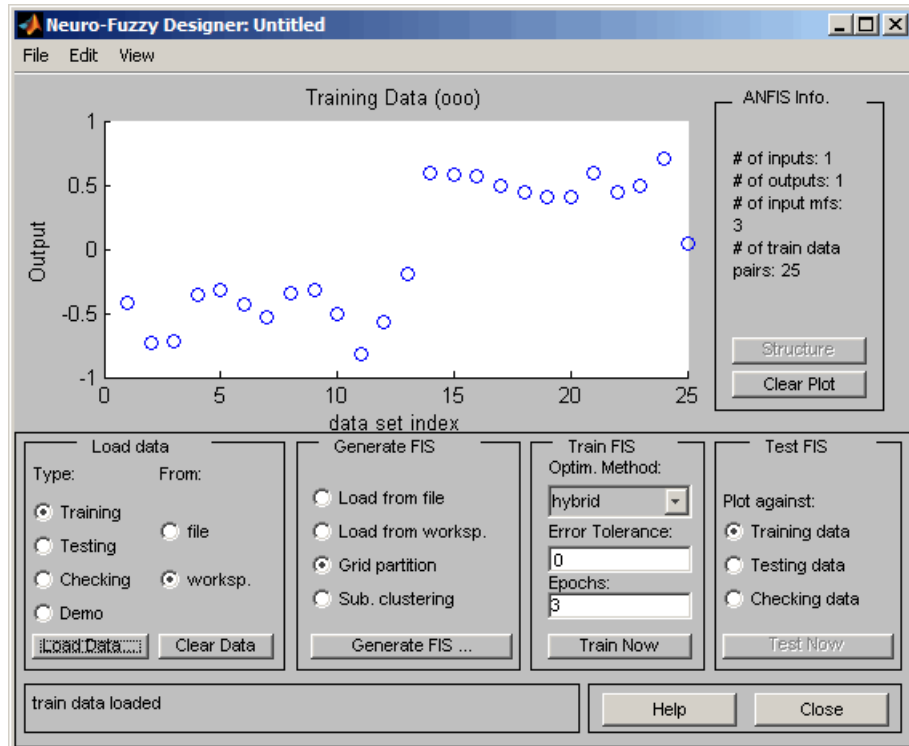 Neuro-Fuzzy Designer: Untitled
File Edit View
Training Data (ooo)
1
0.5
0
-0.5
-1
Output
0 5 10 15 20 25
data set index
ANFIS Info.
# of inputs: 1
# of outputs: 1
# of input mfs:
3
# of train data
pairs: 25
Structure
Clear Plot
Load data
Type: From:
Training
Testing
Checking
Demo
file
worksp.
Load Data...
Clear Data
Generate FIS
Load from file
Load from worksp.
Grid partition
Sub. clustering
Generate FIS ...
Train FIS
Optim. Method:
hybrid
Error Tolerance:
0
Epochs:
3
Train Now
Test FIS
Plot against:
Training data
Testing data
Checking data
Test Now
train data loaded
Help
Close